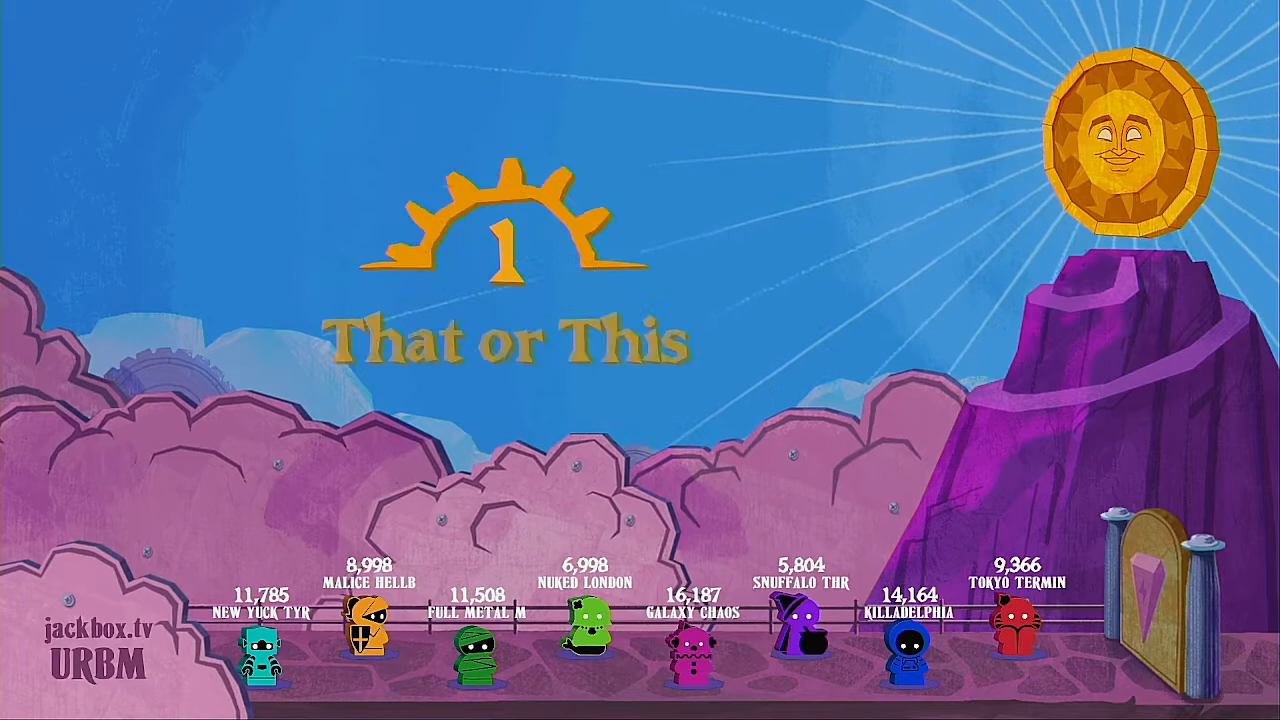 1
That or This
8,998
MALICE HELLB
6,998
NUKED LONDON
5,804
SNUFFALO THR
9,366
TOKYO TERMIN
11,785
NEW YUCK TYR
11,508
FULL METAL M
16,187
GALAXY CHAOS
14,164
KILLADELPHIA
jackbox.tv
URBM